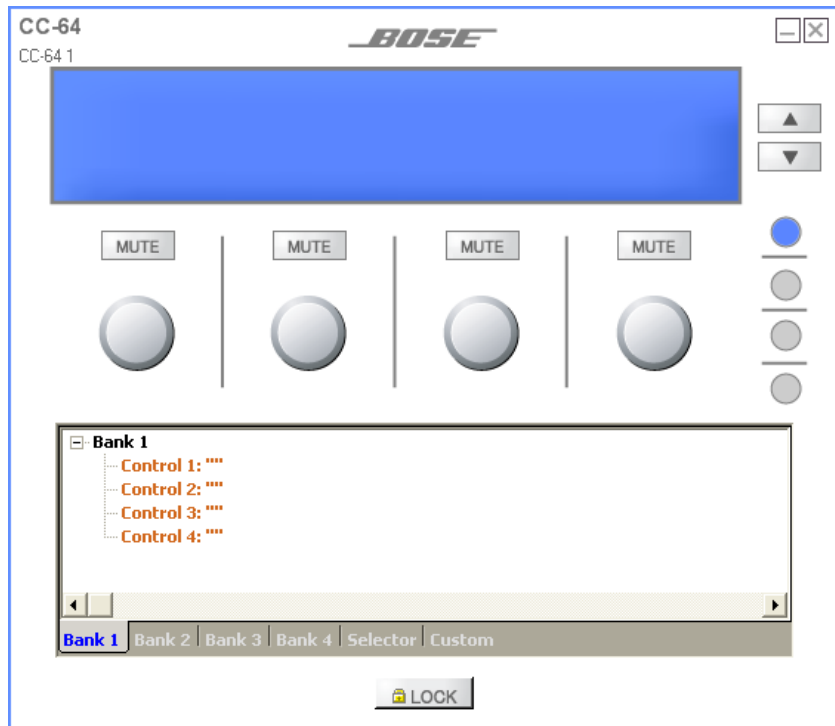 CC-64
BOSE
CC-64 1
MUTE MUTE MUTE MUTE
Bank 1
Control 1: ""
Control 2: ""
Control 3: ""
Control 4: ""
Bank 1 Bank 2 Bank 3 Bank 4 Selector Custom
LOCK